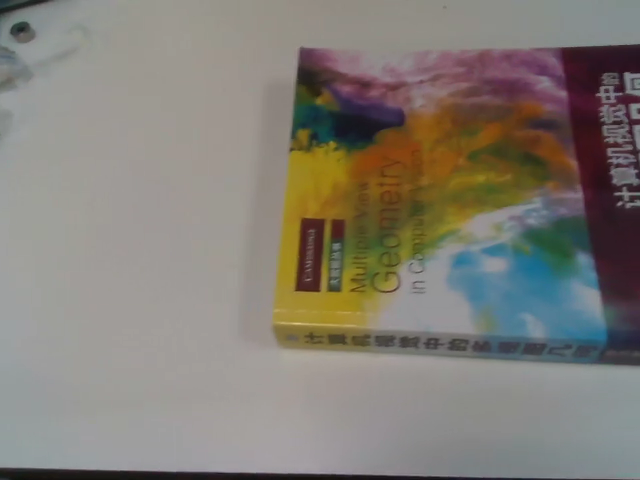 计算机视觉中的
Multiple View
Geometry
in Computer Vision
CAMBRIDGE
计算机视觉中的多视图几何